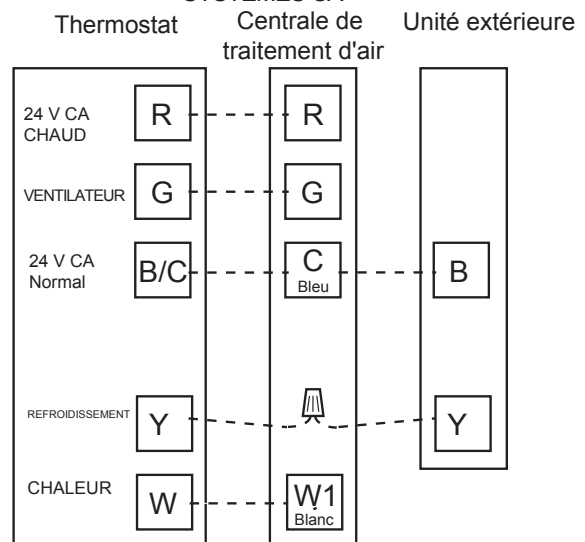 Thermostat
Centrale de
traitement d'air
Unité extérieure
24 V CA
CHAUD
R
R
VENTILATEUR
G
G
24 V CA
Normal
B/C
C
Bleu
B
REFROIDISSEMENT
Y
Y
CHALEUR
W
W1
Blanc